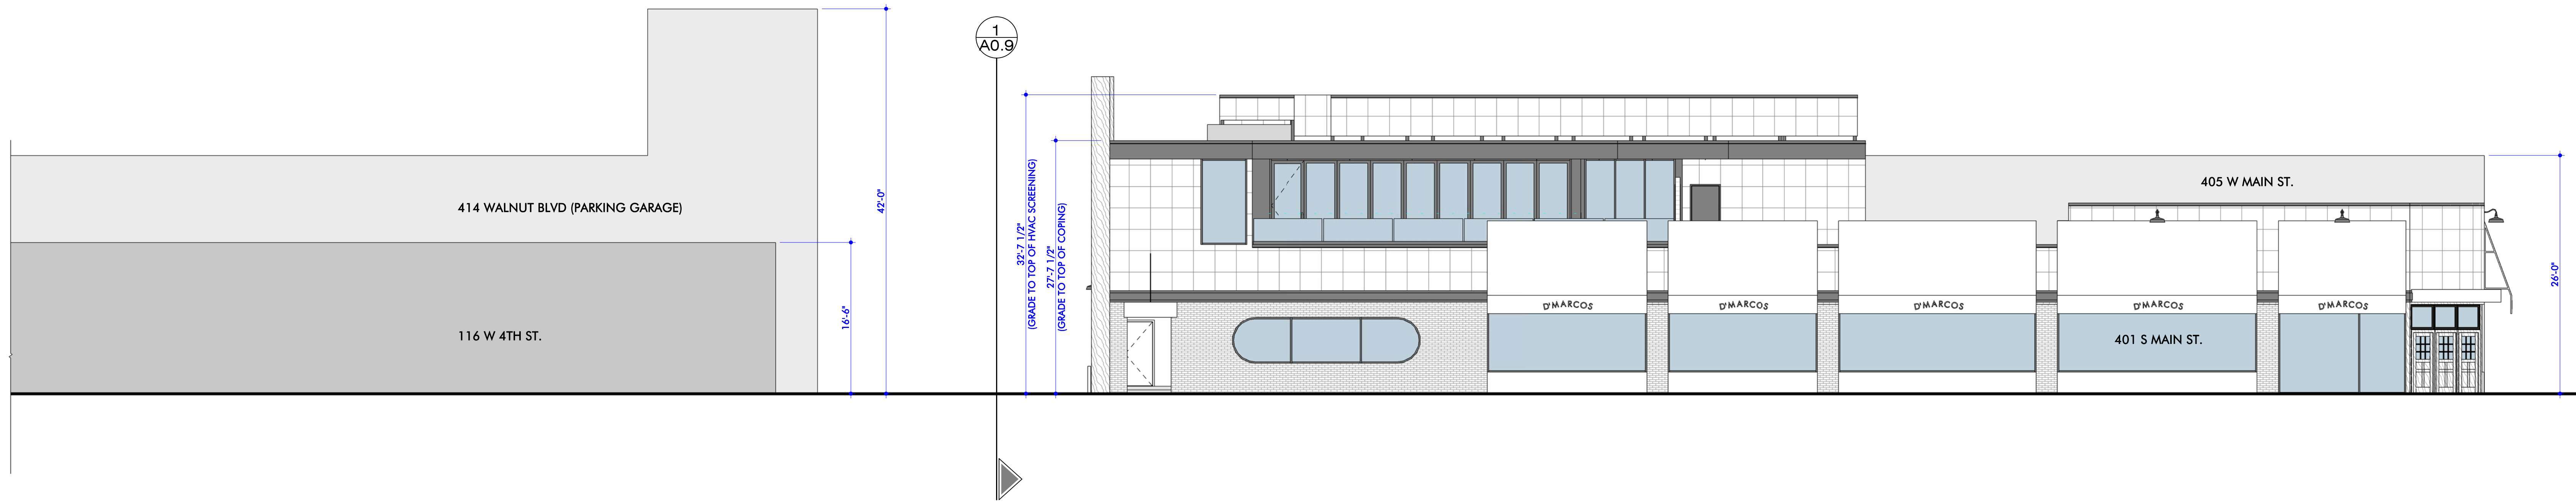 1
A0.9
414 WALNUT BLVD (PARKING GARAGE)
116 W 4TH ST.
16'-6"
42'-0"
32'-7 1/2"
(GRADE TO TOP OF HVAC SCREENING)
27'-7 1/2"
(GRADE TO TOP OF COPING)
405 W MAIN ST.
D'MARCOS
D'MARCOS
D'MARCOS
D'MARCOS
D'MARCOS
401 S MAIN ST.
26'-0"